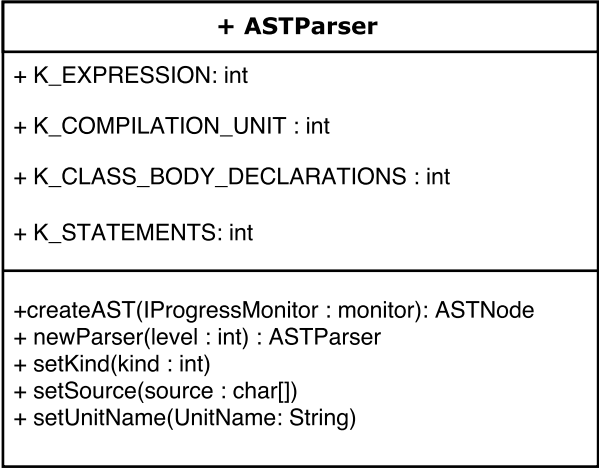 + ASTParser
+ K_EXPRESSION: int
+ K_COMPILATION_UNIT : int
+ K_CLASS_BODY_DECLARATIONS : int
+ K_STATEMENTS: int
+createAST(IProgressMonitor : monitor): ASTNode
+ newParser(level : int) : ASTParser
+ setKind(kind : int)
+ setSource(source : char[])
+ setUnitName(UnitName: String)